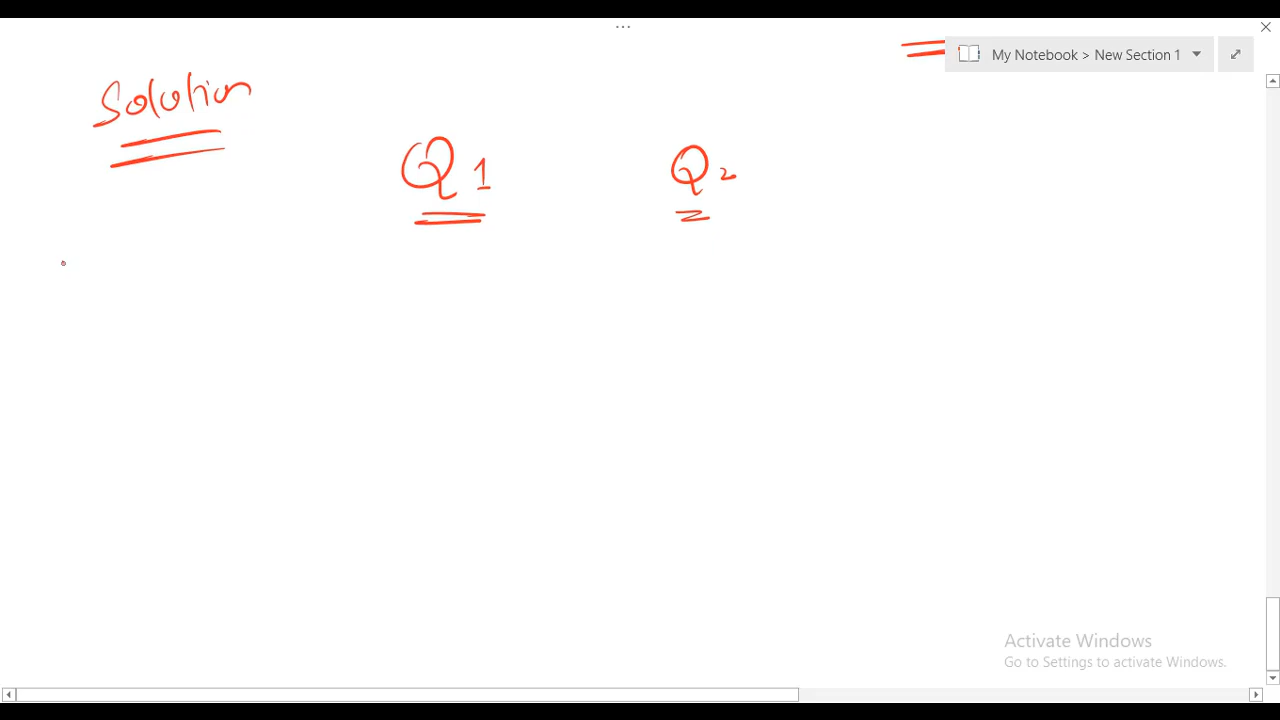 My Notebook > New Section 1
Solution
Q1 Q2
Activate Windows
Go to Settings to activate Windows.